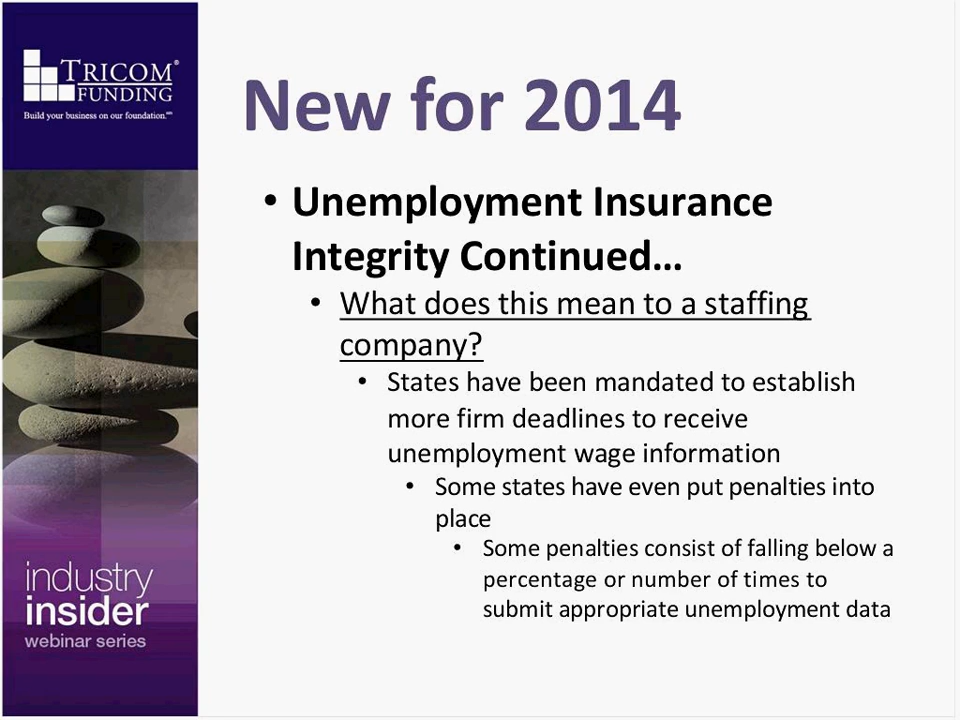 TRICOM®
FUNDING
Build your business on our foundation.℠
New for 2014
• Unemployment Insurance
Integrity Continued…
• What does this mean to a staffing
company?
• States have been mandated to establish
more firm deadlines to receive
unemployment wage information
• Some states have even put penalties into
place
• Some penalties consist of falling below a
percentage or number of times to
submit appropriate unemployment data
industry
insider
webinar series